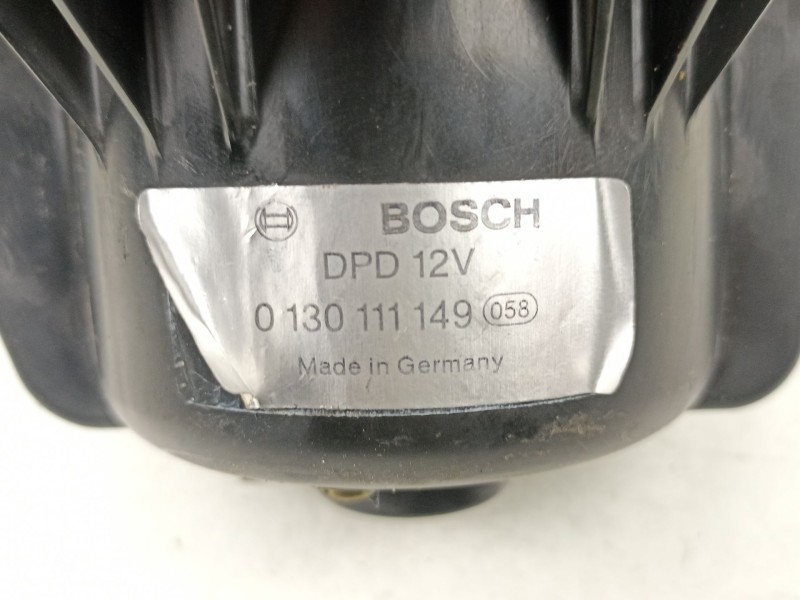 BOSCH
DPD 12V
0 130 111 149 058
Made in Germany